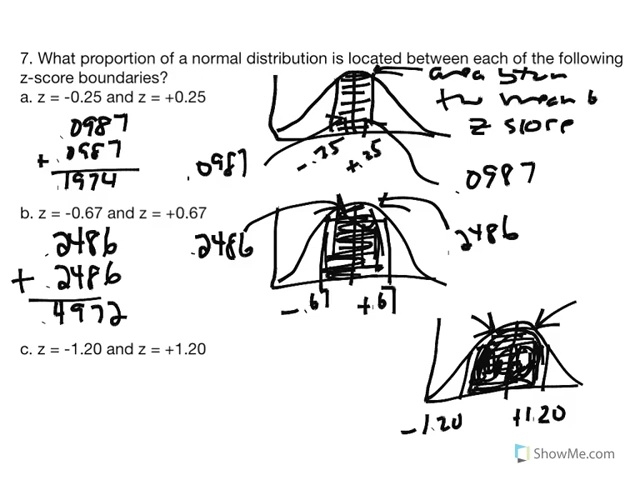 7. What proportion of a normal distribution is located between each of the following
z-score boundaries?
a. z = -0.25 and z = +0.25
area btwn
the mean &
z score
.0987
+ .0987
.1974
.0987
-.25
+.25
.0987
b. z = -0.67 and z = +0.67
.2486
+ .2486
.4972
.2486
.2486
-.67
+.67
c. z = -1.20 and z = +1.20
-1.20
+1.20
ShowMe.com